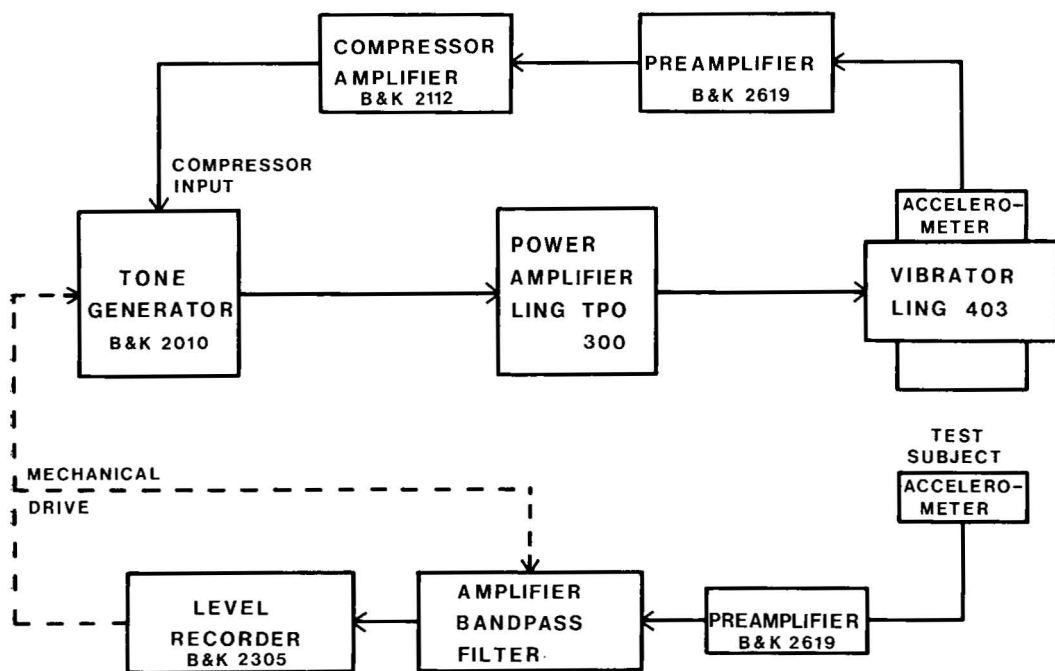 COMPRESSOR
AMPLIFIER
B&K 2112
PREAMPLIFIER
B&K 2619
COMPRESSOR
INPUT
ACCELERO-
METER
TONE
GENERATOR
B&K 2010
POWER
AMPLIFIER
LING TPO
300
VIBRATOR
LING 403
TEST
SUBJECT
ACCELERO-
METER
MECHANICAL
DRIVE
LEVEL
RECORDER
B&K 2305
AMPLIFIER
BANDPASS
FILTER
PREAMPLIFIER
B&K 2619